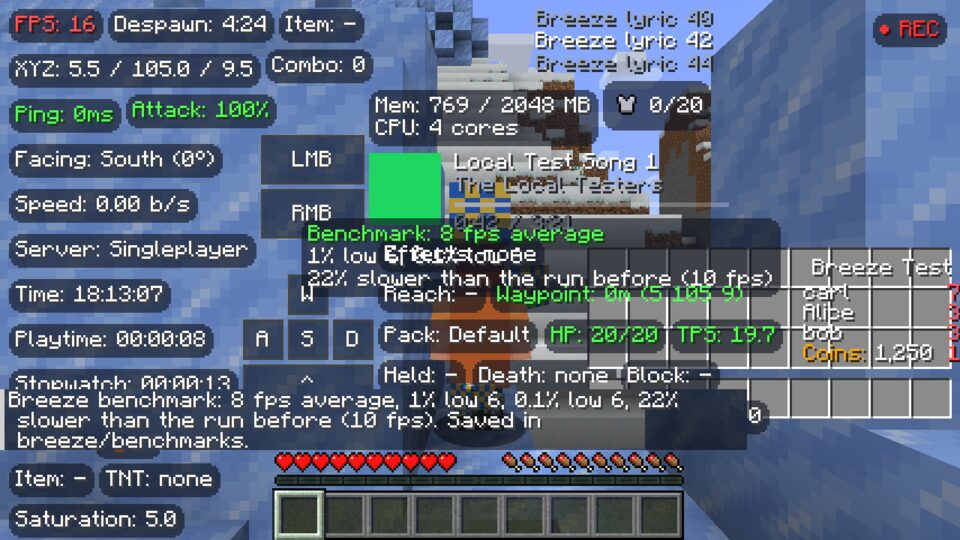 FPS: 16
Despawn: 4:24
Item: -
Breeze lyric 42
Breeze lyric 44
REC
XYZ: 5.5 / 105.0 / 9.5
Combo: 0
Ping: 0ms
Attack: 100%
Mem: 769 / 2048 MB
CPU: 4 cores
0/20
Facing: South (0°)
LMB
Local Test Song 1
The Local Testers
Speed: 0.00 b/s
RMB
Benchmark: 8 fps average
Server: Singleplayer
1% low
22% slower than the run before (10 fps)
Breeze Test
Time: 18:13:07
W
Reach: -
Waypoint: 0m (5 105 9)
carl
Alice
bob
Coins: 1,250
Playtime: 00:00:08
A
S
D
Pack: Default
HP: 20/20
TPS: 19.7
Stopwatch: 00:00:13
Held: -
Death: none
Block: -
Breeze benchmark: 8 fps average, 1% low 6, 0.1% low 6, 22%
slower than the run before (10 fps). Saved in
breeze/benchmarks.
0
Item: -
TNT: none
Saturation: 5.0